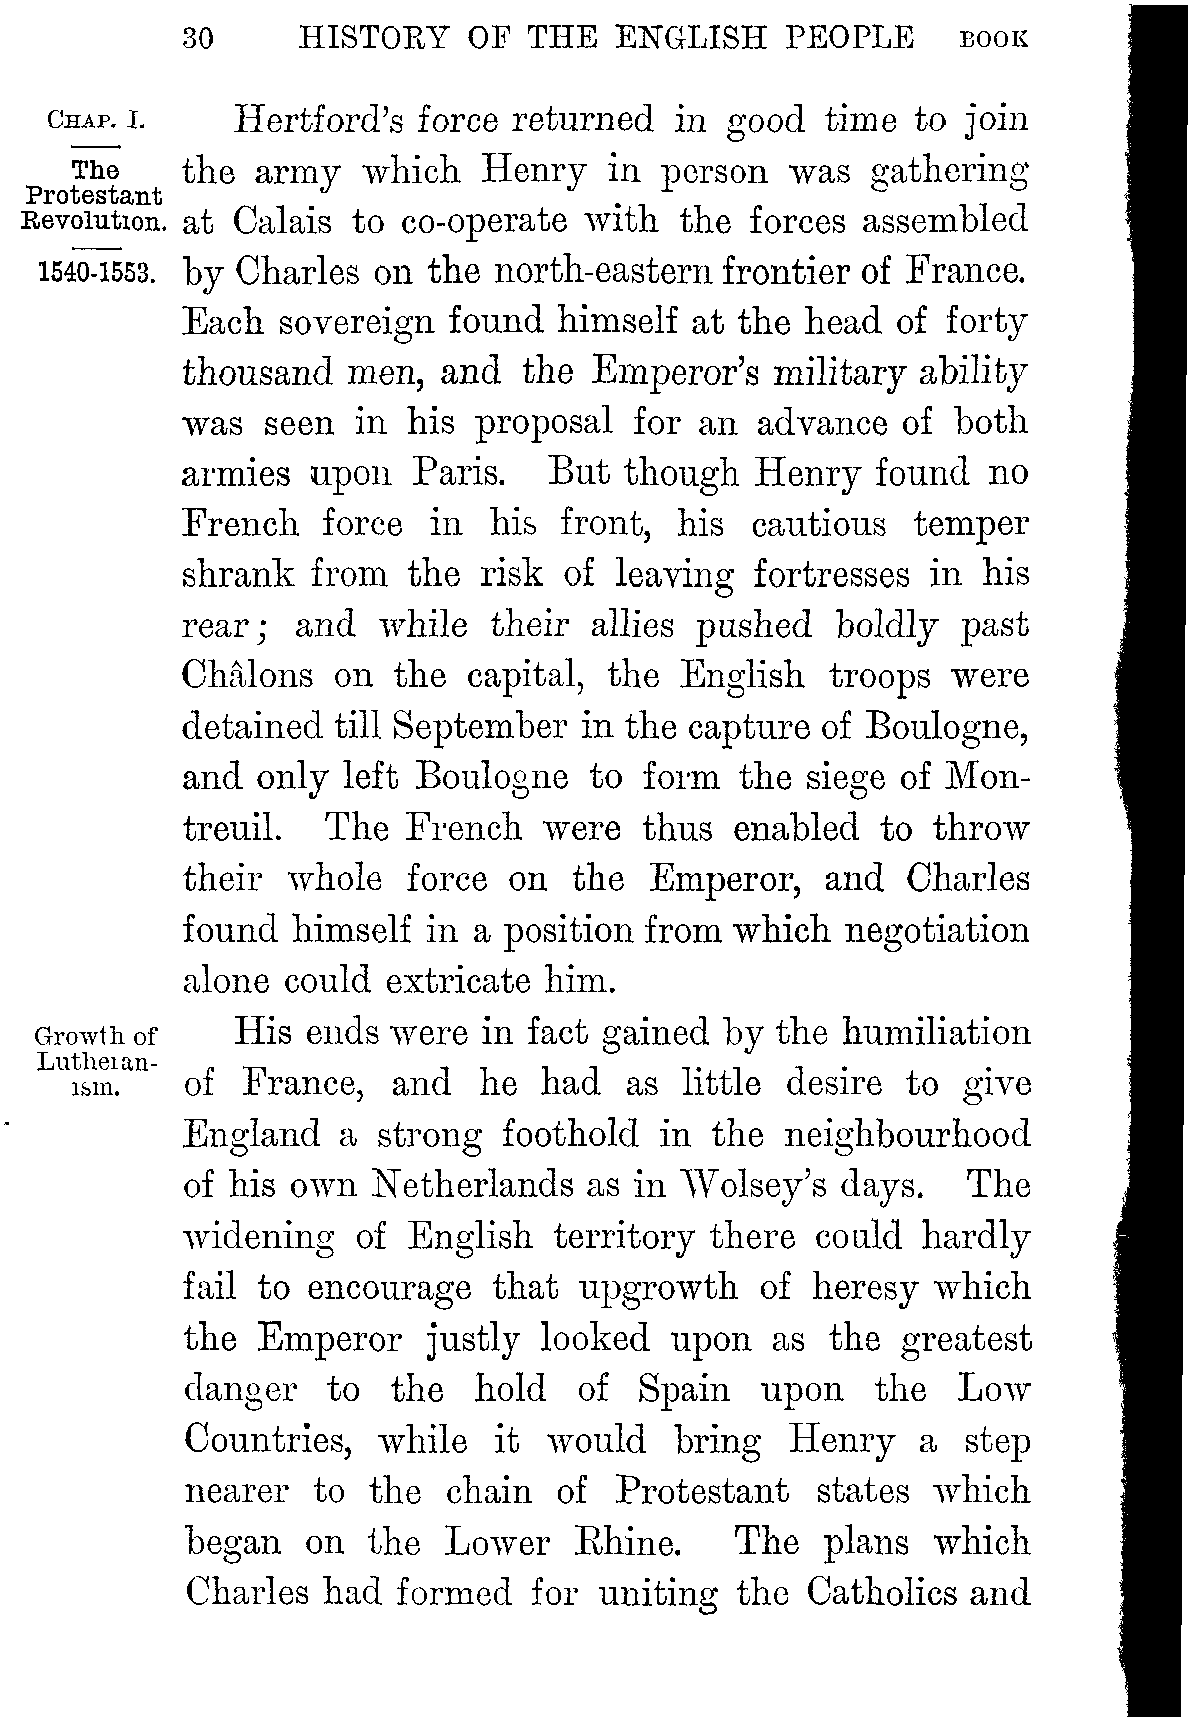 30 HISTORY OF THE ENGLISH PEOPLE BOOK
CHAP. I.
The
Protestant
Revolution.
1540-1553.
Hertford's force returned in good time to join
the army which Henry in person was gathering
at Calais to co-operate with the forces assembled
by Charles on the north-eastern frontier of France.
Each sovereign found himself at the head of forty
thousand men, and the Emperor's military ability
was seen in his proposal for an advance of both
armies upon Paris. But though Henry found no
French force in his front, his cautious temper
shrank from the risk of leaving fortresses in his
rear; and while their allies pushed boldly past
Châlons on the capital, the English troops were
detained till September in the capture of Boulogne,
and only left Boulogne to form the siege of Mon-
treuil. The French were thus enabled to throw
their whole force on the Emperor, and Charles
found himself in a position from which negotiation
alone could extricate him.
Growth of
Lutheran-
ism.
His ends were in fact gained by the humiliation
of France, and he had as little desire to give
England a strong foothold in the neighbourhood
of his own Netherlands as in Wolsey's days. The
widening of English territory there could hardly
fail to encourage that upgrowth of heresy which
the Emperor justly looked upon as the greatest
danger to the hold of Spain upon the Low
Countries, while it would bring Henry a step
nearer to the chain of Protestant states which
began on the Lower Rhine. The plans which
Charles had formed for uniting the Catholics and